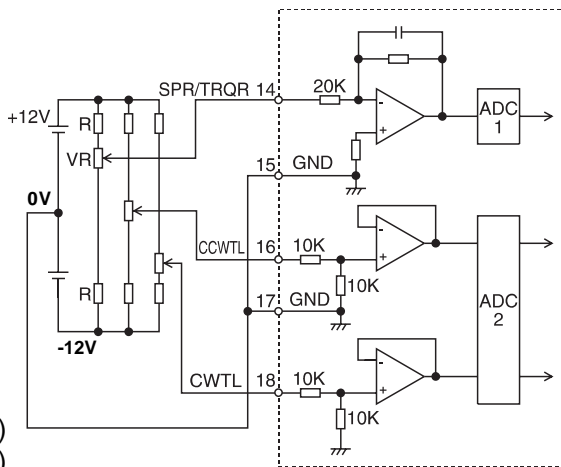 +12V
0V
-12V
R
VR
R
SPR/TRQR 14
20K
-
+
ADC
1
15 GND
CCWTL 16
10K
10K
-
+
17 GND
ADC
2
CWTL 18
10K
10K
-
+
)
)